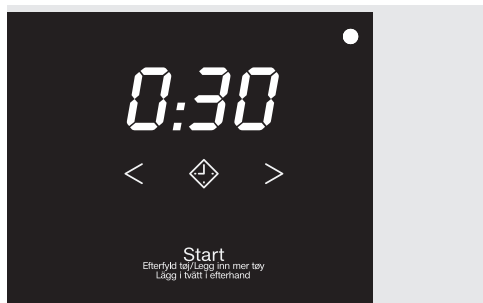 0:30
< >
Start
Efterfyld tøj/Legg inn mer tøy
Lägg i tvätt i efterhand